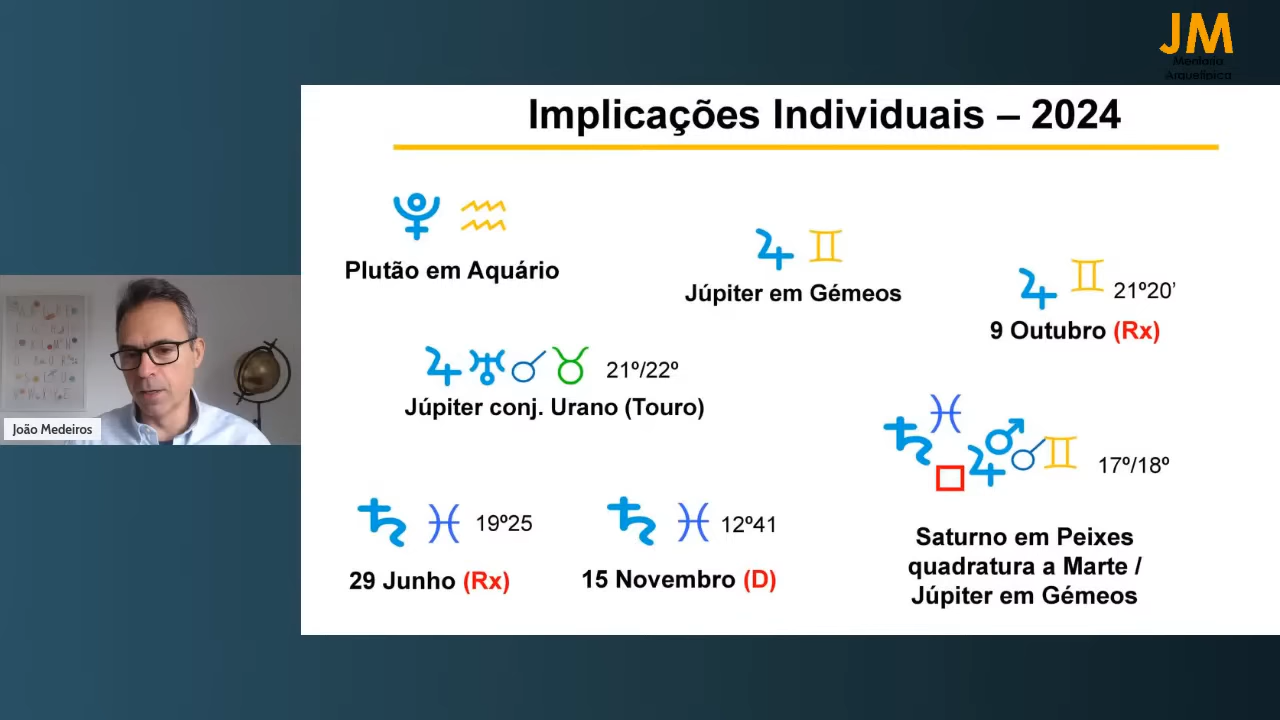 JM
Mentoria
Arquetípica
Implicações Individuais – 2024
Plutão em Aquário
Júpiter em Gémeos
21º20’
9 Outubro (Rx)
21º/22º
Júpiter conj. Urano (Touro)
17º/18º
19º25
29 Junho (Rx)
12º41
15 Novembro (D)
Saturno em Peixes
quadratura a Marte /
Júpiter em Gémeos
João Medeiros